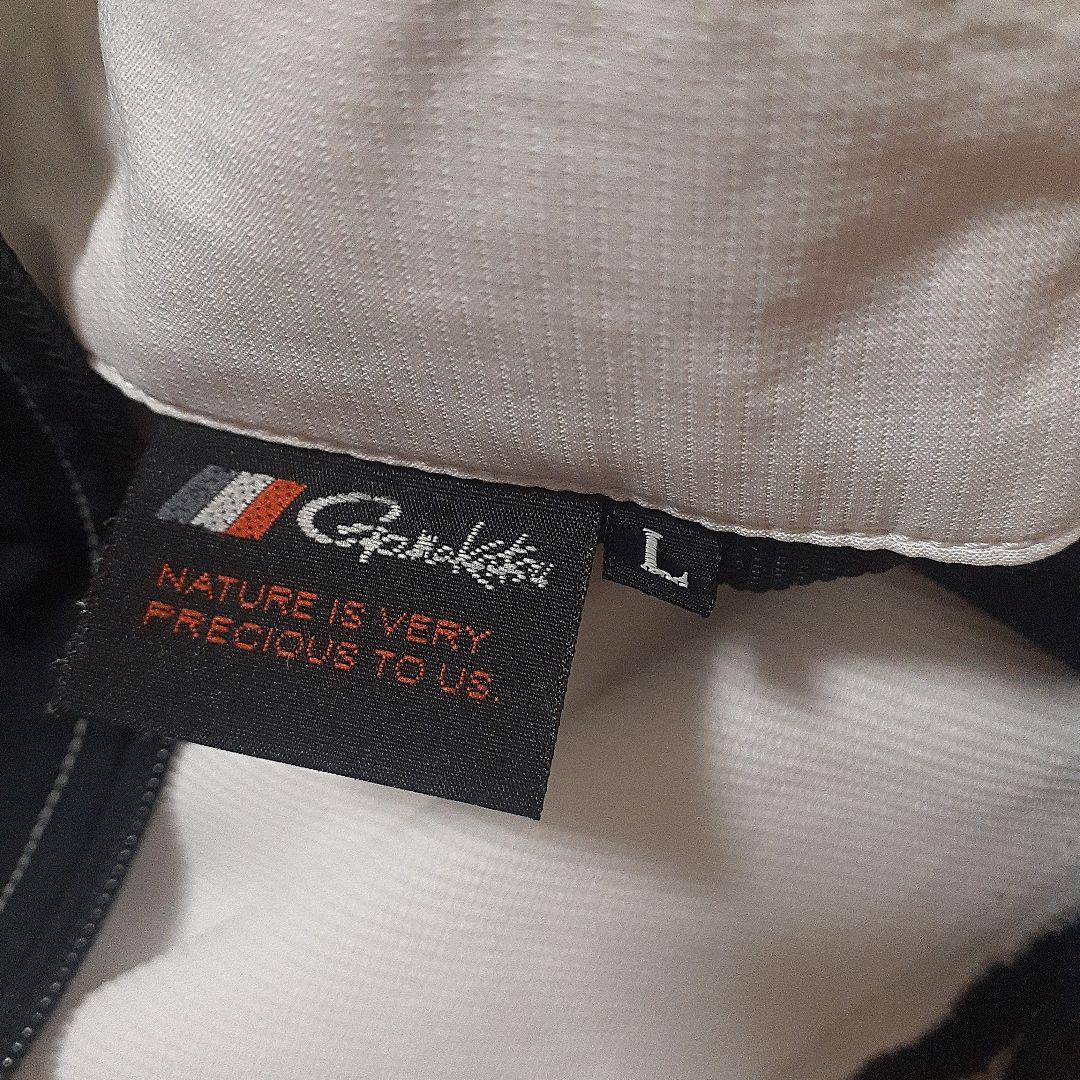 Gamakatsu
L
NATURE IS VERY
PRECIOUS TO US.